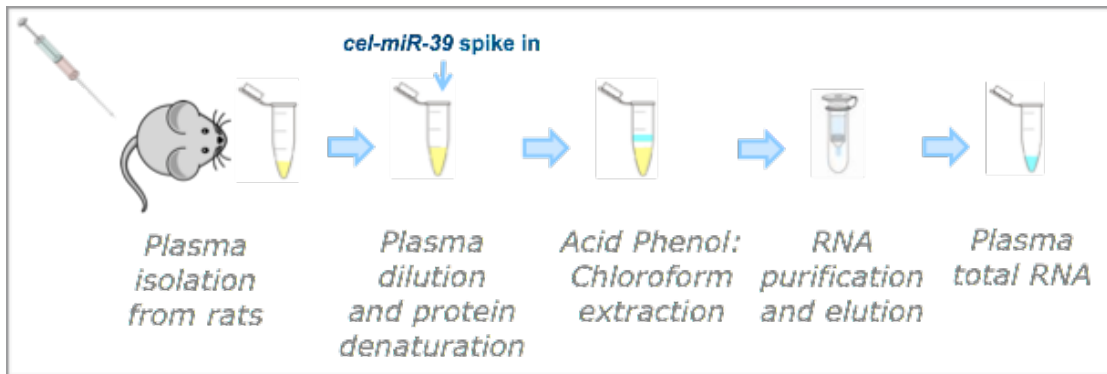 cel-miR-39 spike in
Plasma
isolation
from rats
Plasma
dilution
and protein
denaturation
Acid Phenol:
Chloroform
extraction
RNA
purification
and elution
Plasma
total RNA